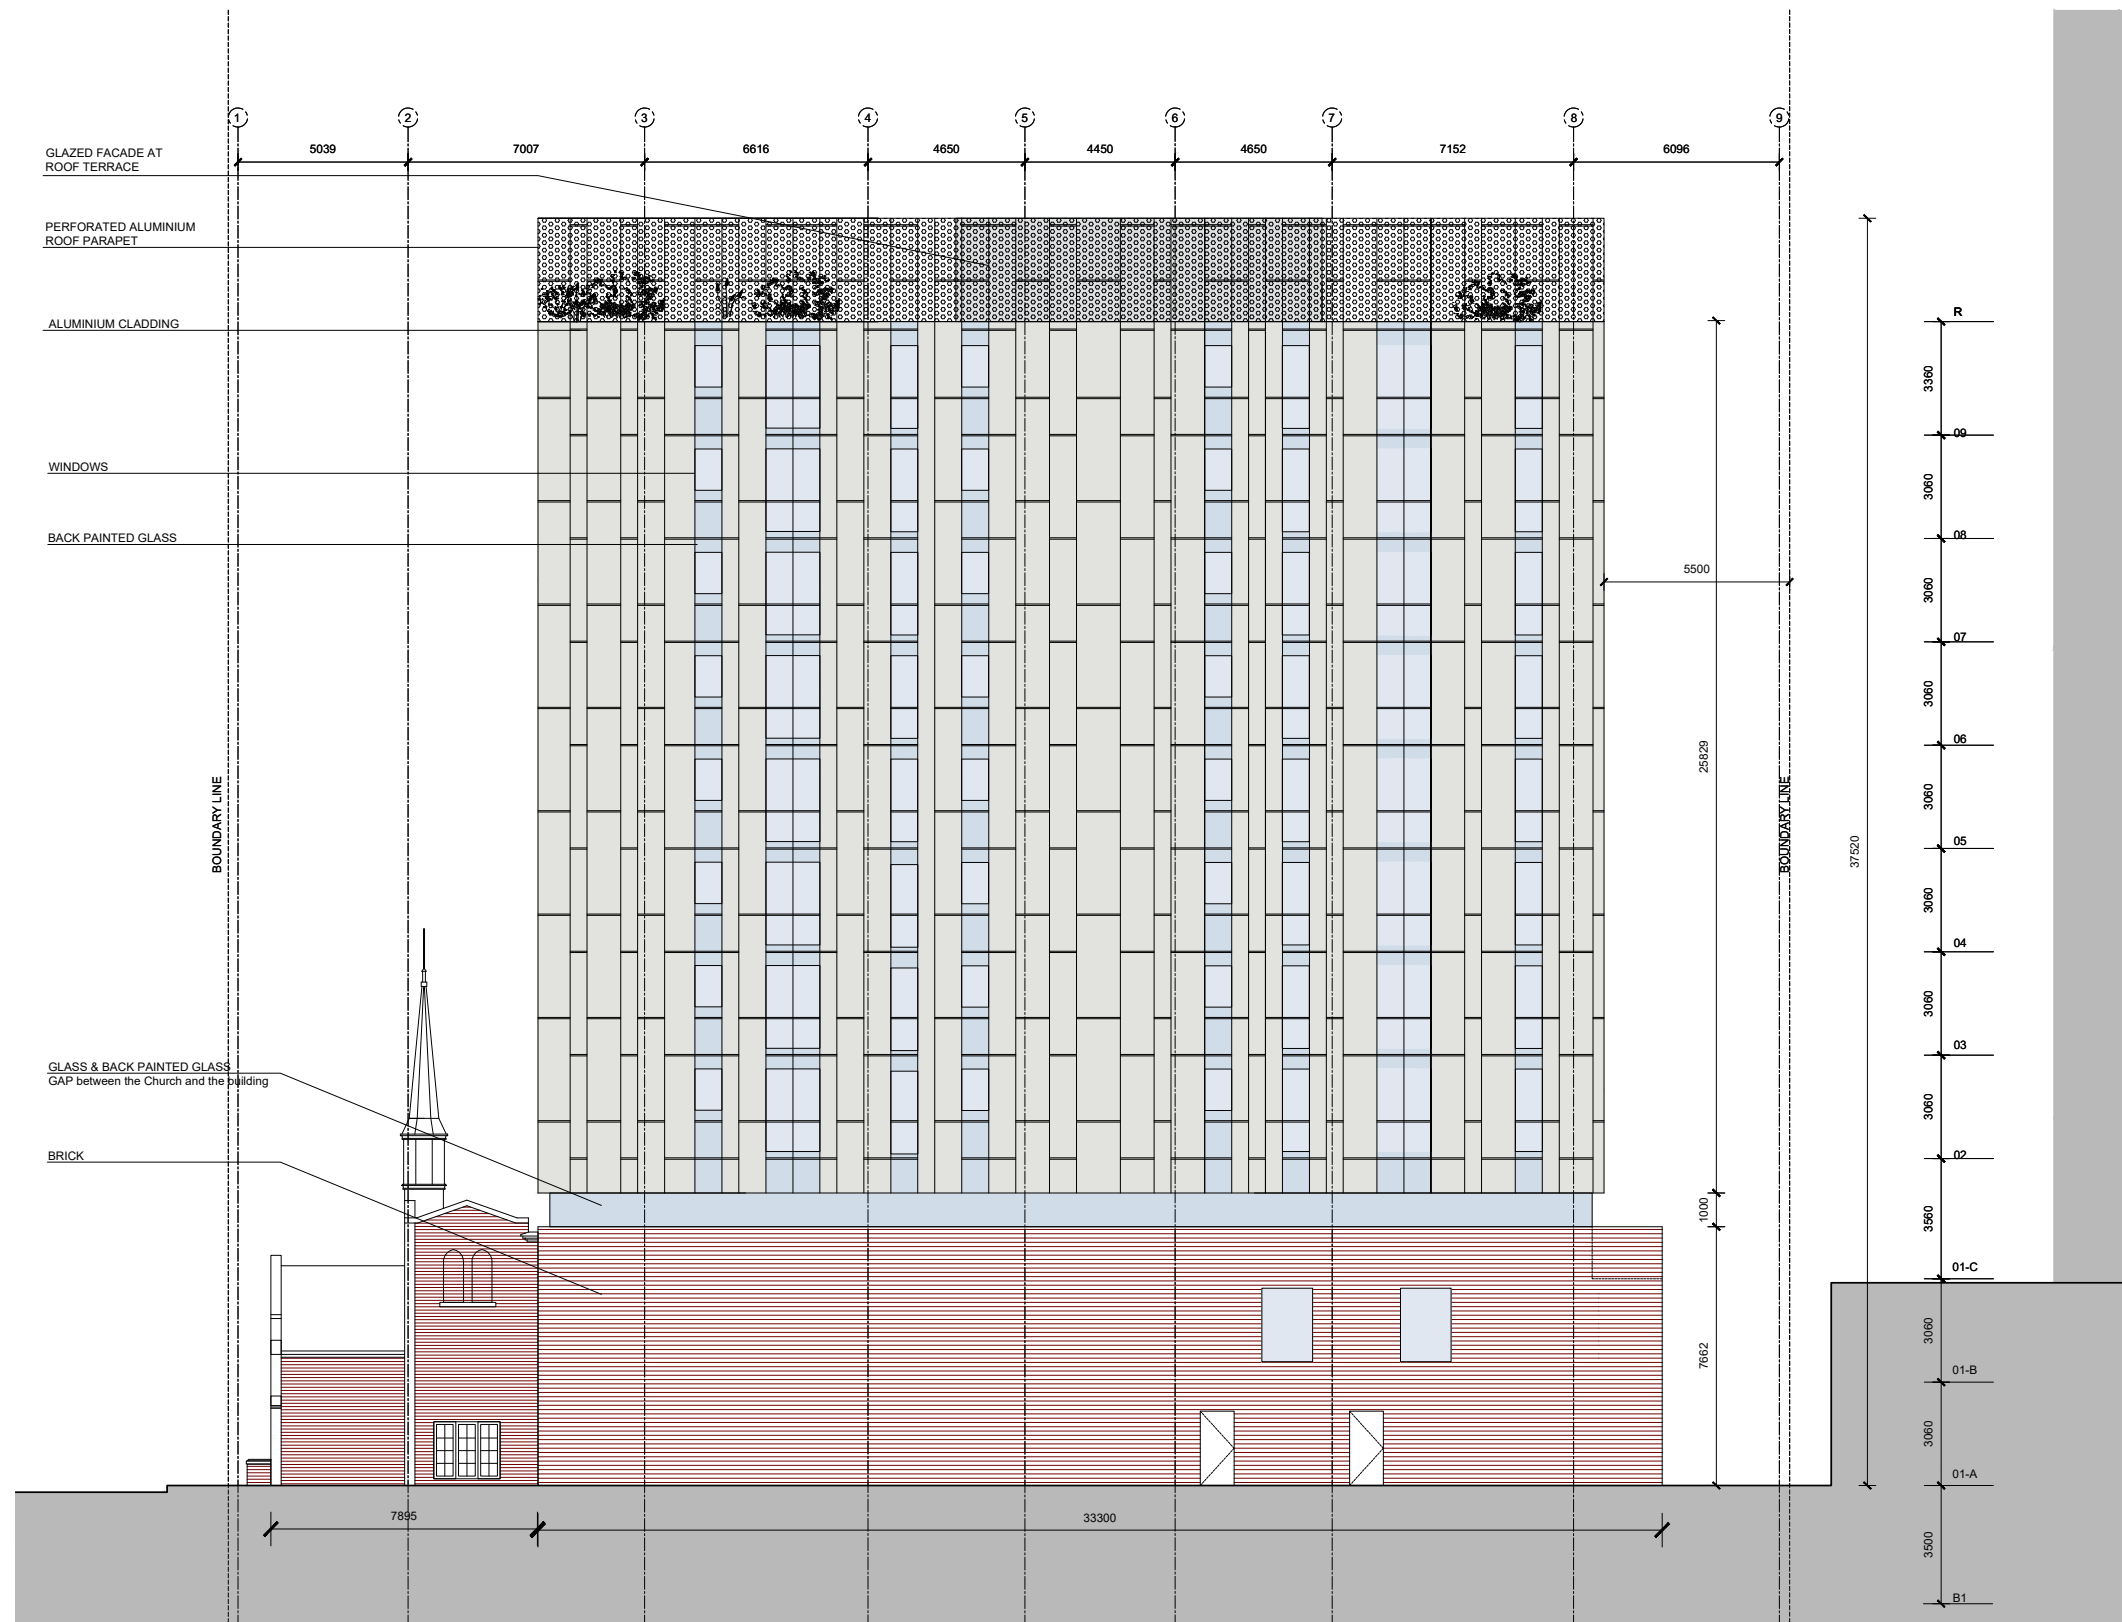 1 2 3 4 5 6 7 8 9
5039 7007 6616 4650 4450 4650 7152 6096
GLAZED FACADE AT
ROOF TERRACE
PERFORATED ALUMINIUM
ROOF PARAPET
ALUMINIUM CLADDING
WINDOWS
BACK PAINTED GLASS
BOUNDARY LINE
GLASS & BACK PAINTED GLASS
GAP between the Church and the building
BRICK
7895
33300
5500
25829
1000
7662
BOUNDARY LINE
37520
R
3360
09
3060
08
3060
07
3060
06
3060
05
3060
04
3060
03
3060
02
3560
01-C
3060
01-B
3060
01-A
3500
B1